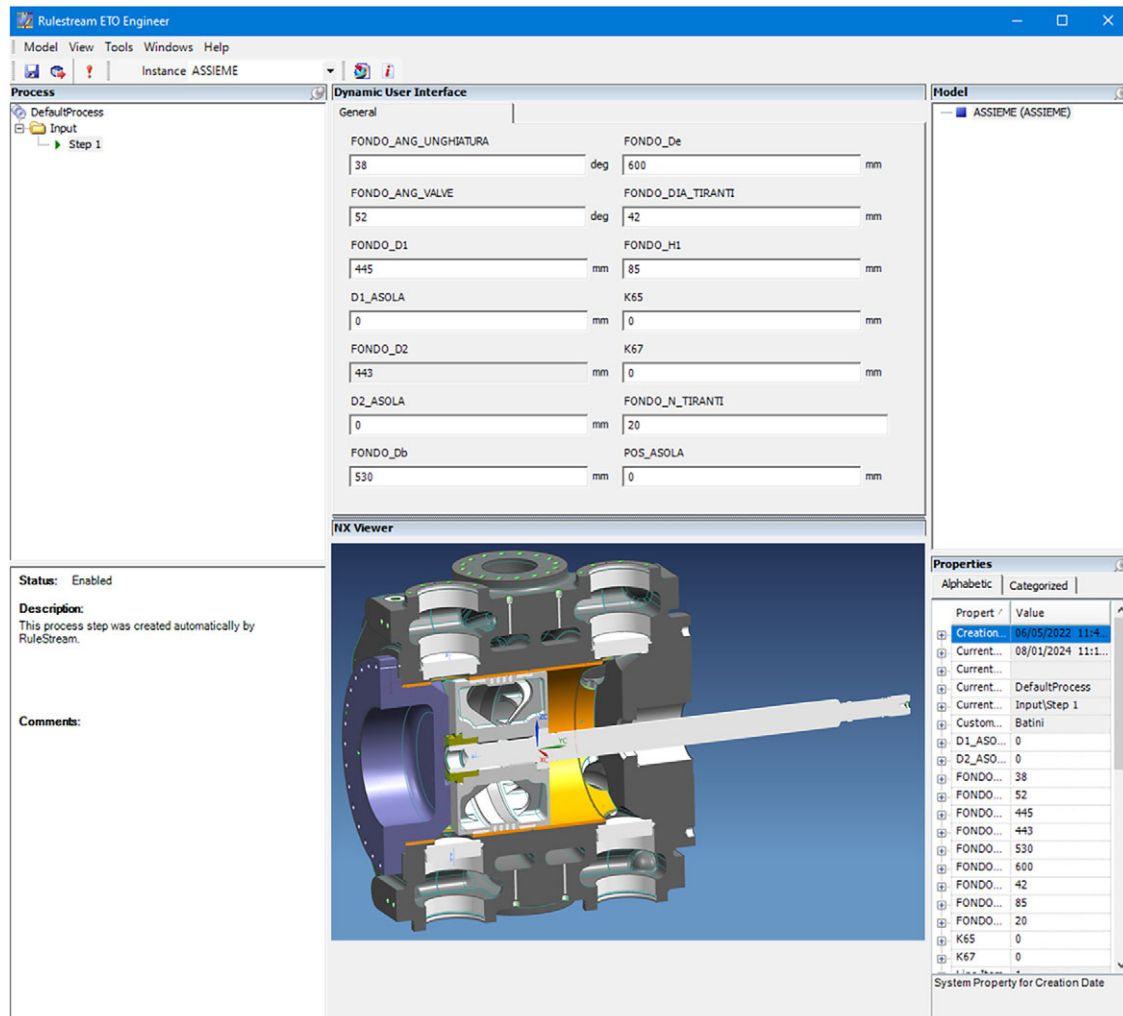 Rulestream ETO Engineer
Model View Tools Windows Help
Instance ASSIEME
Process
DefaultProcess
Input
Step 1
Status: Enabled
Description:
This process step was created automatically by
RuleStream.
Comments:
Dynamic User Interface
General
FONDO_ANG_UNGHIATURA FONDO_De
38 deg 600 mm
FONDO_ANG_VALVE FONDO_DIA_TIRANTI
52 deg 42 mm
FONDO_D1 FONDO_H1
445 mm 85 mm
D1_ASOLA K65
0 mm 0 mm
FONDO_D2 K67
443 mm 0 mm
D2_ASOLA FONDO_N_TIRANTI
0 mm 20
FONDO_Db POS_ASOLA
530 mm 0 mm
NX Viewer
ZC
YC
XC
Model
ASSIEME (ASSIEME)
Properties
Alphabetic Categorized
Propert Value
Creation... 06/05/2022 11:4...
Current... 08/01/2024 11:1...
Current...
Current... DefaultProcess
Current... Input\Step 1
Custom... Batini
D1_ASO... 0
D2_ASO... 0
FONDO... 38
FONDO... 52
FONDO... 445
FONDO... 443
FONDO... 530
FONDO... 600
FONDO... 42
FONDO... 85
FONDO... 20
K65 0
K67 0
System Property for Creation Date